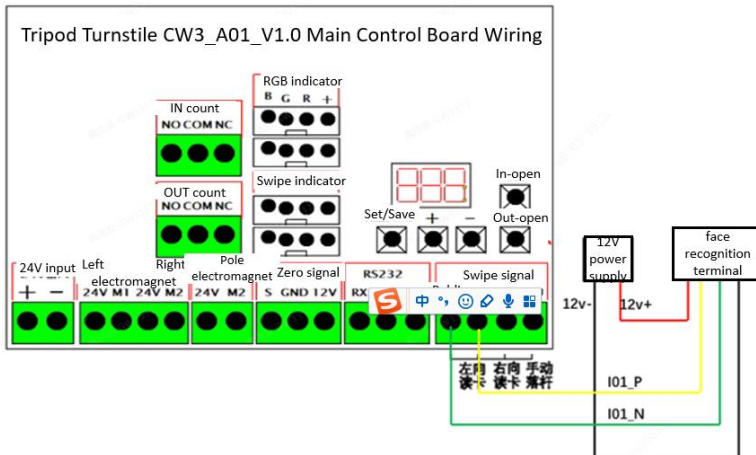 Tripod Turnstile CW3_A01_V1.0 Main Control Board Wiring
RGB indicator
B G R +
IN count
NO COM NC
OUT count
NO COM NC
Swipe indicator
In-open
Set/Save + −
Out-open
24V input
+ −
Left Right
electromagnet
24V M1 24V M2
Pole
electromagnet
24V M2
Zero signal
S GND 12V
RS232
RX
Swipe signal
中
左向
读卡
右向
读卡
手动
落杆
12V
power
supply
face
recognition
terminal
12v-
12v+
I01_P
I01_N